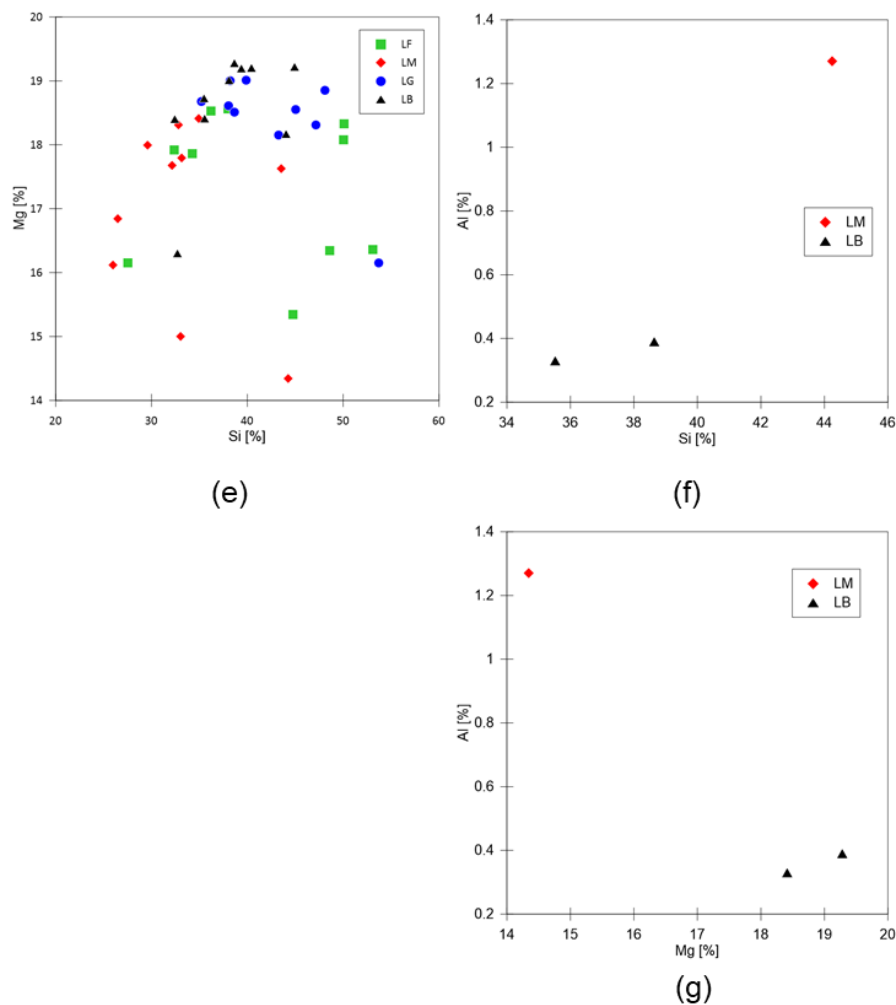 20
19
18
17
16
15
14
Mg [%]
20 30 40 50 60
Si [%]
LF
LM
LG
LB
(e)
1.4
1.2
1
0.8
0.6
0.4
0.2
Al [%]
34 36 38 40 42 44 46
Si [%]
LM
LB
(f)
1.4
1.2
1
0.8
0.6
0.4
0.2
Al [%]
14 15 16 17 18 19 20
Mg [%]
LM
LB
(g)